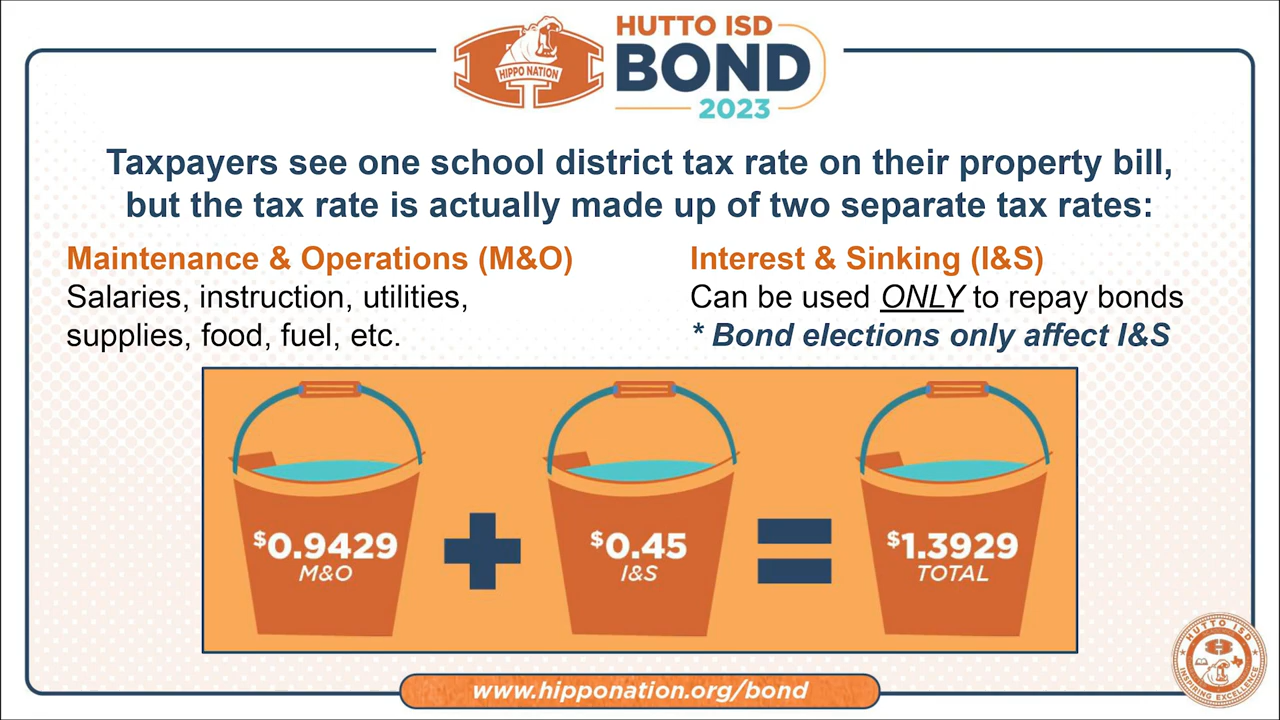 HUTTO ISD
BOND
2023
HIPPO NATION
Taxpayers see one school district tax rate on their property bill,
but the tax rate is actually made up of two separate tax rates:
Maintenance & Operations (M&O)
Salaries, instruction, utilities,
supplies, food, fuel, etc.
Interest & Sinking (I&S)
Can be used ONLY to repay bonds
* Bond elections only affect I&S
$0.9429
M&O
$0.45
I&S
$1.3929
TOTAL
www.hipponation.org/bond
HUTTO ISD
INSPIRING EXCELLENCE